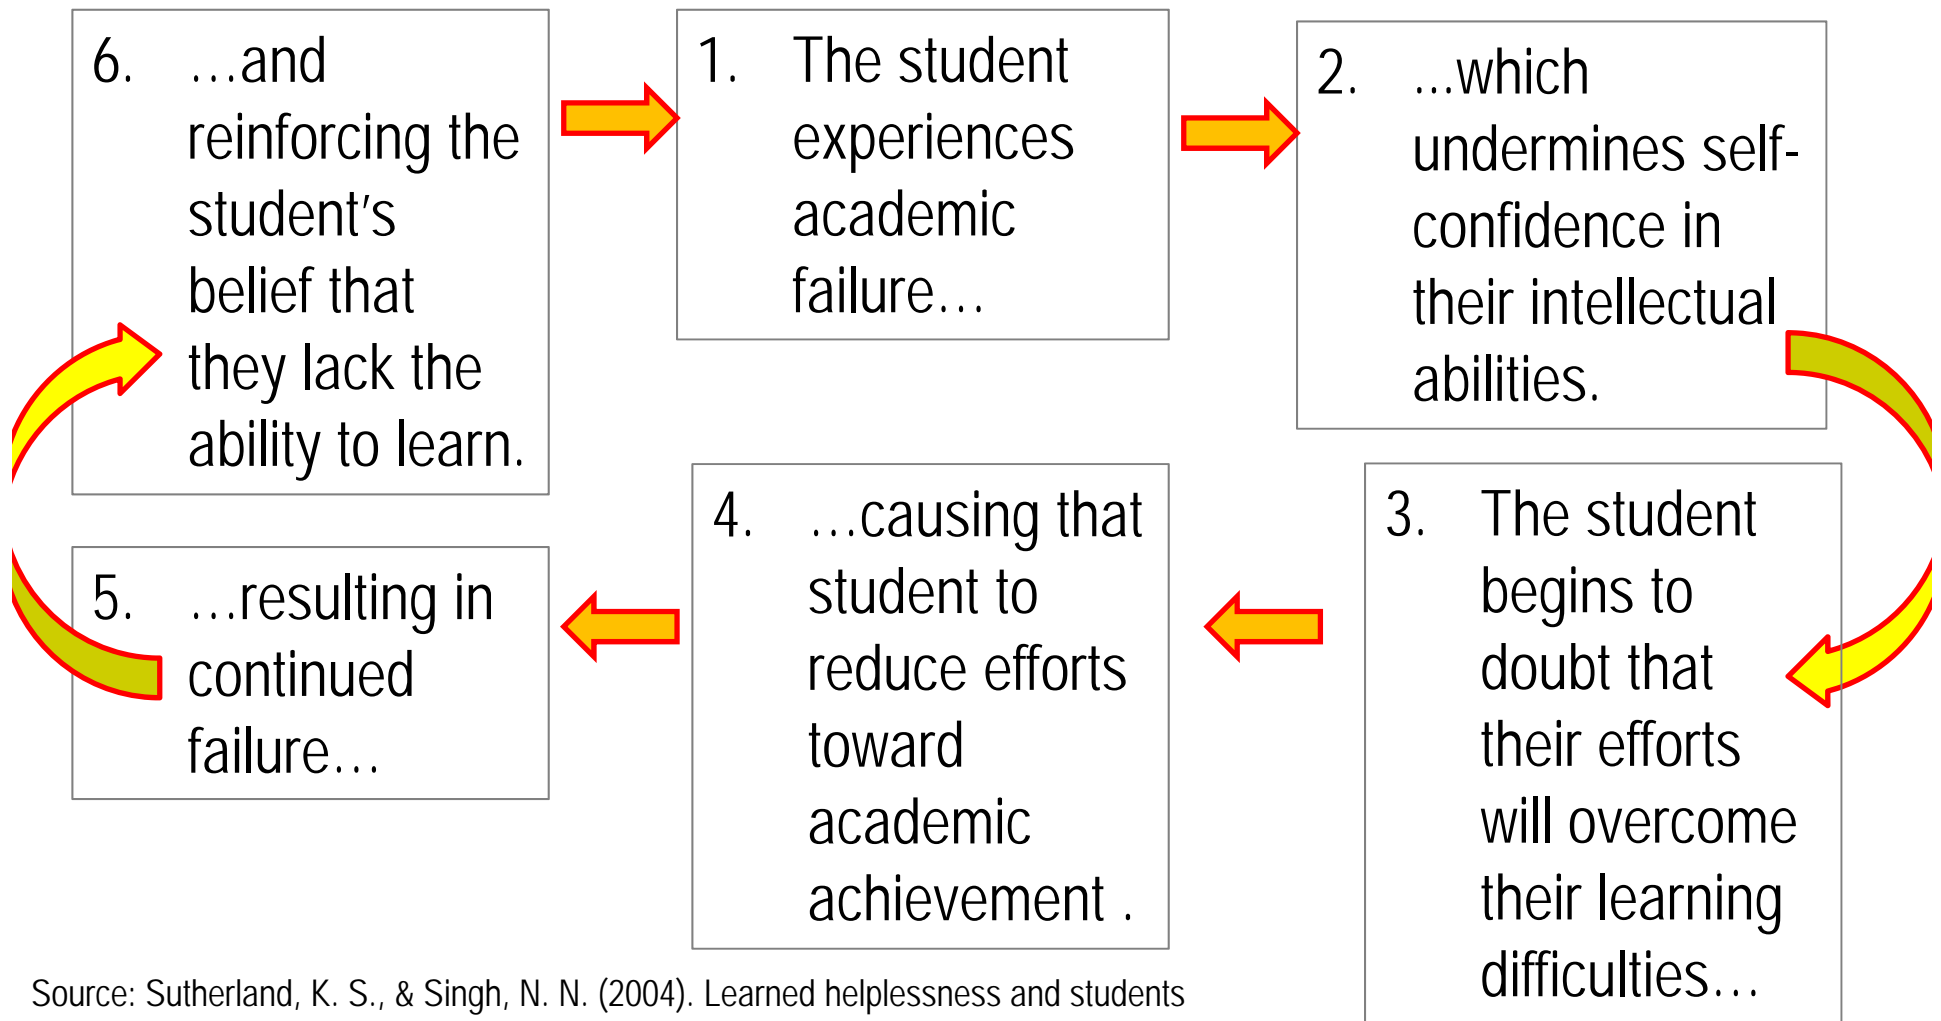 1. The student
experiences
academic
failure…
2. …which
undermines self-
confidence in
their intellectual
abilities.
3. The student
begins to
doubt that
their efforts
will overcome
their learning
difficulties…
4. …causing that
student to
reduce efforts
toward
academic
achievement .
5. …resulting in
continued
failure…
6. …and
reinforcing the
student's
belief that
they lack the
ability to learn.
Source: Sutherland, K. S., & Singh, N. N. (2004). Learned helplessness and students